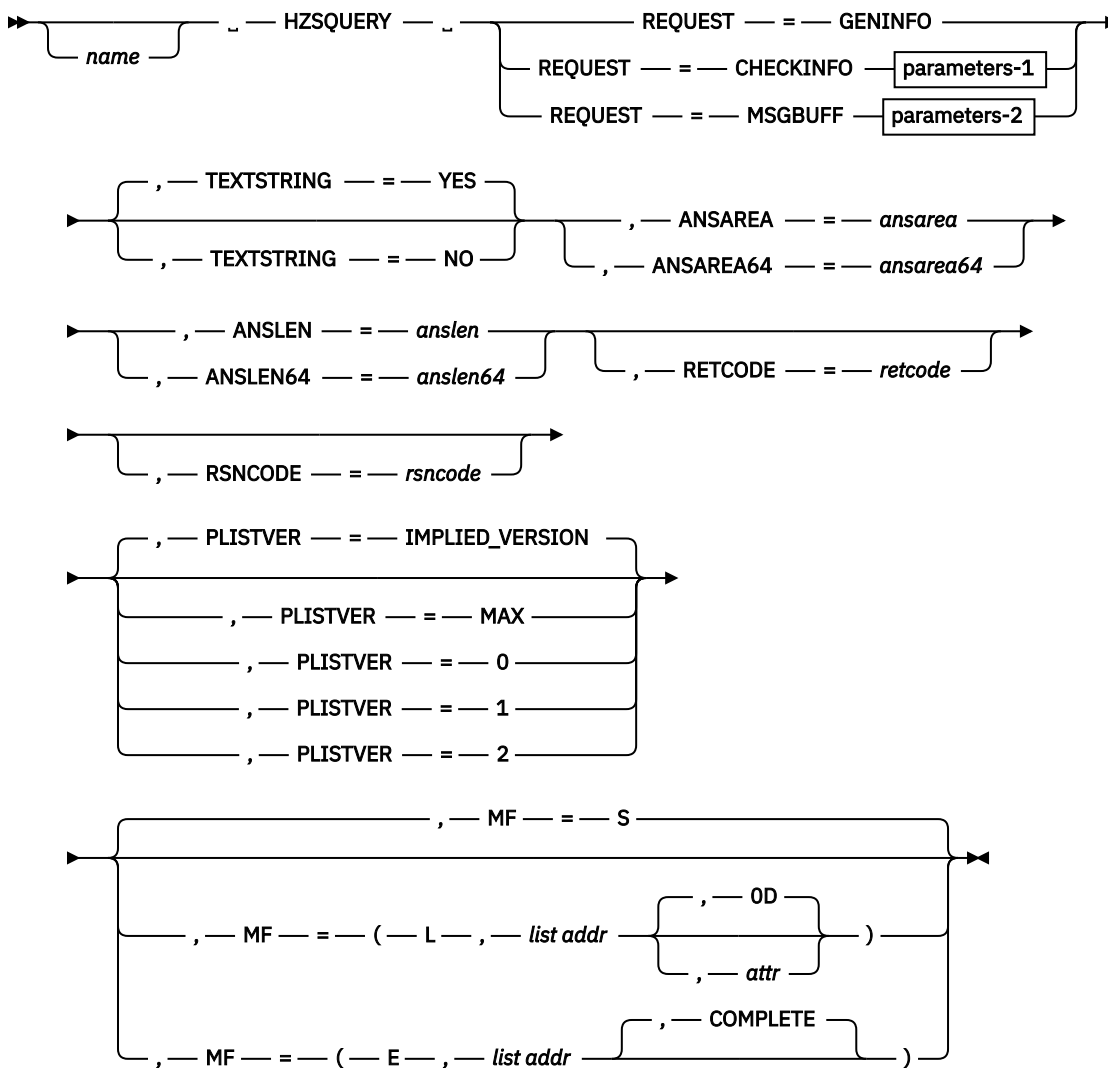 ␣ HZSQUERY ␣ REQUEST = GENINFO
name
REQUEST = CHECKINFO parameters-1
REQUEST = MSGBUFF parameters-2
, TEXTSTRING = YES
, ANSAREA = ansarea
, TEXTSTRING = NO
, ANSAREA64 = ansarea64
, ANSLEN = anslen
, RETCODE = retcode
, ANSLEN64 = anslen64
, RSNCODE = rsncode
, PLISTVER = IMPLIED_VERSION
, PLISTVER = MAX
, PLISTVER = 0
, PLISTVER = 1
, PLISTVER = 2
, MF = S
, 0D
, MF = ( L , list addr )
, attr
, COMPLETE
, MF = ( E , list addr )